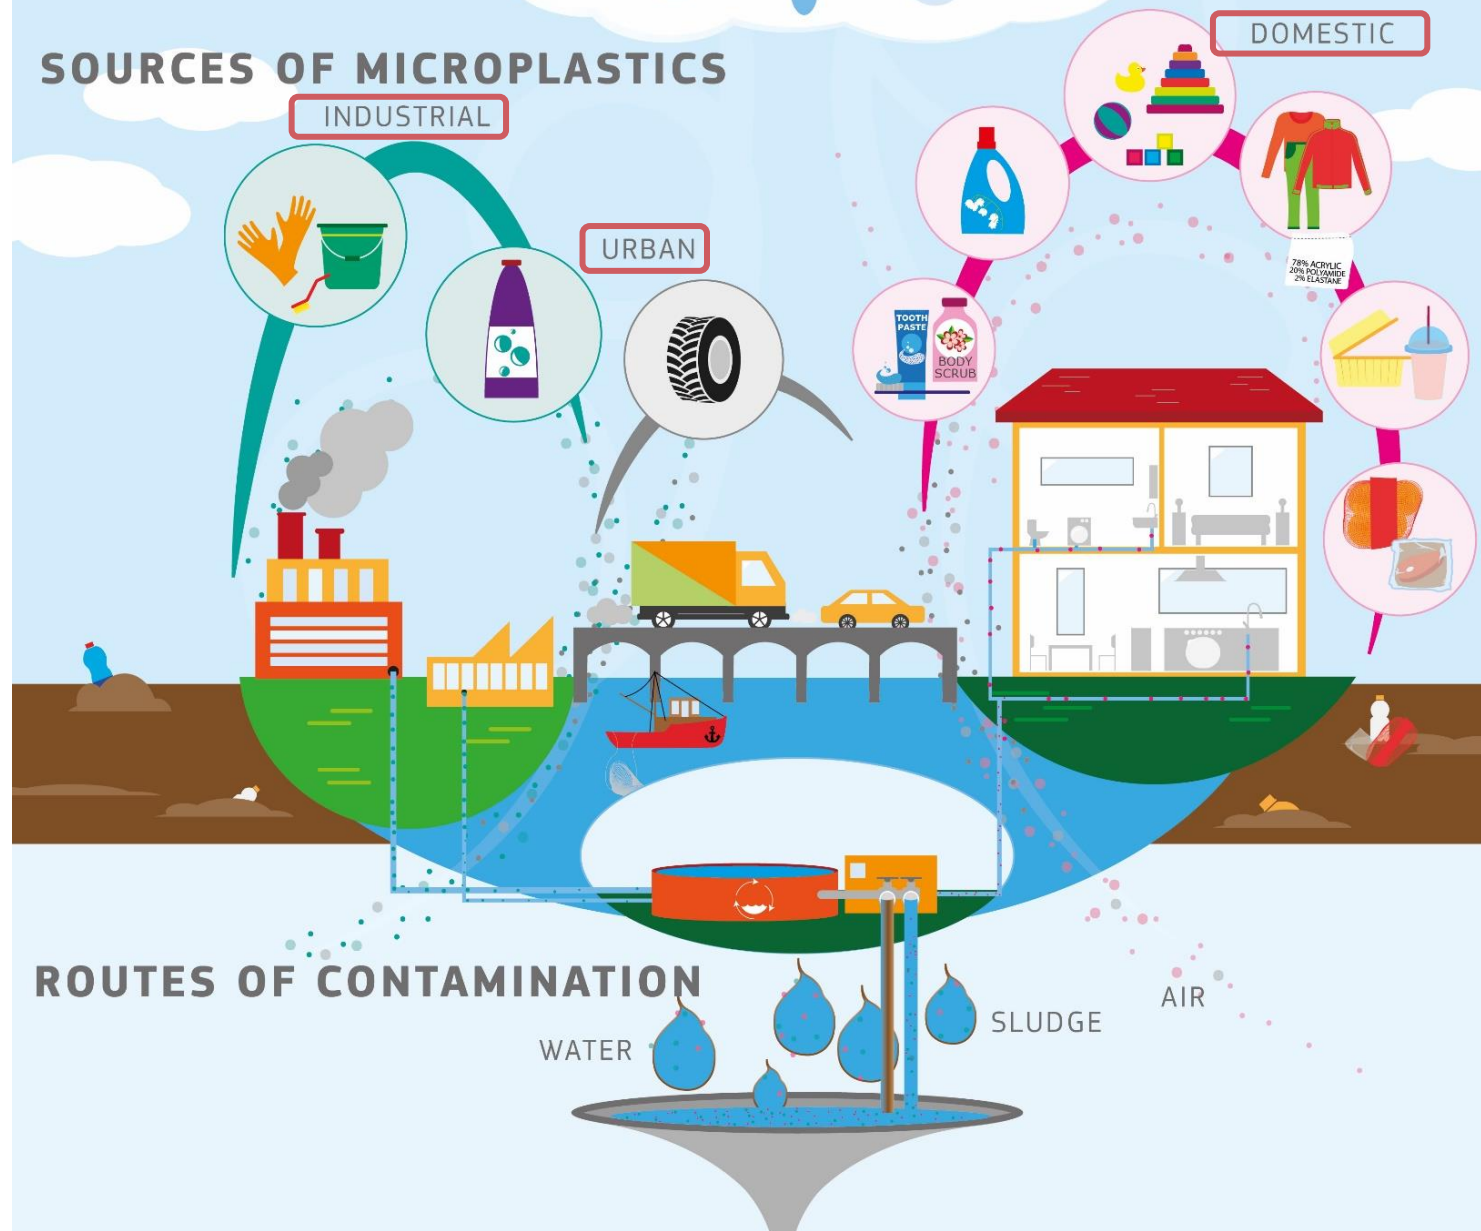 SOURCES OF MICROPLASTICS
INDUSTRIAL
URBAN
DOMESTIC
TOOTH
PASTE
BODY
SCRUB
78% ACRYLIC
20% POLYAMIDE
2% ELASTANE
ROUTES OF CONTAMINATION
WATER
SLUDGE
AIR